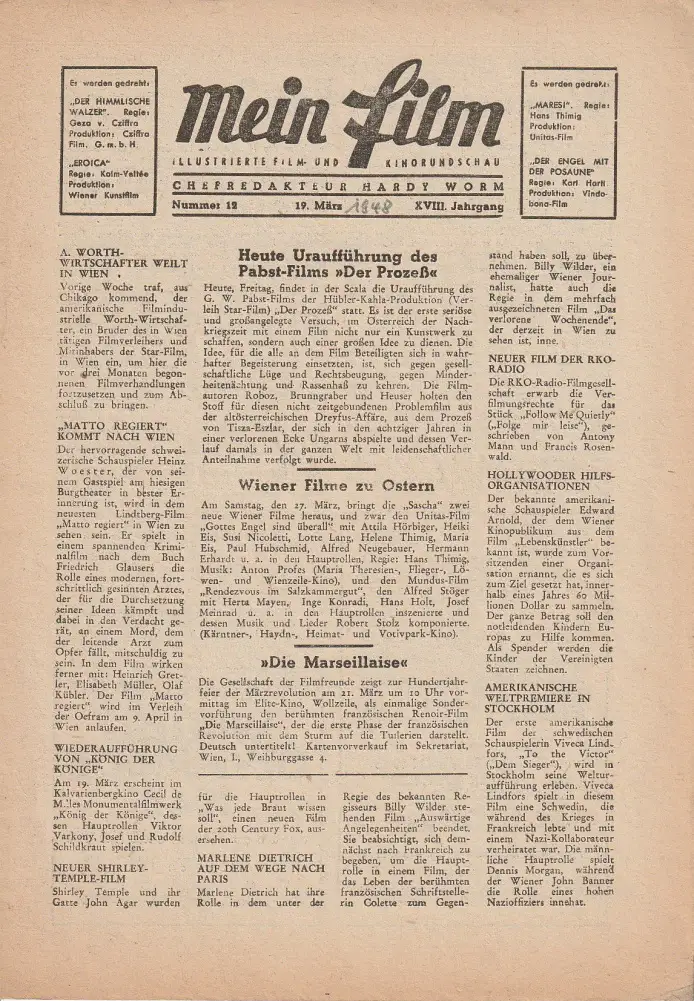 Es werden gedreht:
„DER HIMMLISCHE
WALZER". Regie:
Geza v. Cziffra
Produktion: Cziffra
Film. G. m. b. H.
„EROICA"
Regie: Kolm-Veltée
Produktion:
Wiener Kunstfilm
Mein Film
ILLUSTRIERTE FILM- UND KINORUNDSCHAU
CHEFREDAKTEUR HARDY WORM
Nummer 12 19. März 1948 XVIII. Jahrgang
Es werden gedreht:
„MARESI". Regie:
Hans Thimig
Produktion:
Unitas-Film
„DER ENGEL MIT
DER POSAUNE"
Regie: Karl Hartl
Produktion: Vindo-
bona-Film
A. WORTH-
WIRTSCHAFTER WEILT
IN WIEN
Vorige Woche traf, aus
Chikago kommend, der
amerikanische Filmindu-
strielle Worth-Wirtschaf-
ter, ein Bruder des in Wien
tätigen Filmverleihers und
Mitinhabers der Star-Film,
in Wien ein, um hier die
vor drei Monaten begon-
nenen Filmverhandlungen
fortzusetzen und zum Ab-
schluß zu bringen.
„MATTO REGIERT"
KOMMT NACH WIEN
Der hervorragende schwei-
zerische Schauspieler Heinz
Woester, der von sei-
nem Gastspiel am hiesigen
Burgtheater in bester Er-
innerung ist, wird in dem
neuesten Lindtberg-Film
„Matto regiert" in Wien zu
sehen sein. Er spielt in
einem spannenden Krimi-
nalfilm nach dem Buch
Friedrich Glausers die
Rolle eines modernen, fort-
schrittlich gesinnten Arztes,
der für die Durchsetzung
seiner Ideen kämpft und
dabei in den Verdacht ge-
rät, an einem Mord, dem
der leitende Arzt zum
Opfer fällt, mitschuldig zu
sein. In dem Film wirken
ferner mit: Heinrich Gret-
ler, Elisabeth Müller, Olaf
Kübler. Der Film „Matto
regiert" wird im Verleih
der Oefram am 9. April in
Wien anlaufen.
WIEDERAUFFÜHRUNG
VON „KÖNIG DER
KÖNIGE"
Am 19. März erscheint im
Kalvarienbergkino Cecil de
Milles Monumentalfilmwerk
„König der Könige", des-
sen Hauptrollen Viktor
Varkony, Josef und Rudolf
Schildkraut spielen.
NEUER SHIRLEY-
TEMPLE-FILM
Shirley Temple und ihr
Gatte John Agar wurden
Heute Uraufführung des
Pabst-Films »Der Prozeß«
Heute, Freitag, findet in der Scala die Uraufführung des
G. W. Pabst-Films der Hübler-Kahla-Produktion (Ver-
leih Star-Film) „Der Prozeß" statt. Es ist der erste seriöse
und großangelegte Versuch, im Österreich der Nach-
kriegszeit mit einem Film nicht nur ein Kunstwerk zu
schaffen, sondern auch einer großen Idee zu dienen. Die
Idee, für die alle an dem Film Beteiligten sich in wahr-
hafter Begeisterung einsetzen, ist, sich gegen gesell-
schaftliche Lüge und Rechtsbeugung, gegen Minder-
heitenächtung und Rassenhaß zu kehren. Die Film-
autoren Roboz, Brunngraber und Heuser holten den
Stoff für diesen nicht zeitgebundenen Problemfilm aus
der altösterreichischen Dreyfus-Affäre, aus dem Prozeß
von Tisza-Eszlar, der sich in den achtziger Jahren in
einer verlorenen Ecke Ungarns abspielte und dessen Ver-
lauf damals in der ganzen Welt mit leidenschaftlicher
Anteilnahme verfolgt wurde.
Wiener Filme zu Ostern
Am Samstag, den 27. März, bringt die „Sascha" zwei
neue Wiener Filme heraus, und zwar den Unitas-Film
„Gottes Engel sind überall" mit Attila Hörbiger, Heiki
Eis, Susi Nicoletti, Lotte Lang, Helene Thimig, Maria
Eis, Paul Hubschmid, Alfred Neugebauer, Hermann
Erhardt u. a. in den Hauptrollen, Regie: Hans Thimig,
Musik: Anton Profes (Maria Theresien-, Flieger-, Lö-
wen- und Wienzeile-Kino), und den Mundus-Film
„Rendezvous im Salzkammergut", den Alfred Stöger
mit Herta Mayen, Inge Konradi, Hans Holt, Josef
Meinrad u. a. in den Hauptrollen inszenierte und
dessen Musik und Lieder Robert Stolz komponierte.
(Kärntner-, Haydn-, Heimat- und Votivpark-Kino).
»Die Marseillaise«
Die Gesellschaft der Filmfreunde zeigt zur Hundertjahr-
feier der Märzrevolution am 21. März um 10 Uhr vor-
mittag im Elite-Kino, Wollzeile, als einmalige Sonder-
vorführung den berühmten französischen Renoir-Film
„Die Marseillaise", der die erste Phase der französischen
Revolution mit dem Sturm auf die Tuilerien darstellt.
Deutsch untertitelt! Kartenvorverkauf im Sekretariat,
Wien, I., Weihburggasse 4.
für die Hauptrollen in
„Was jede Braut wissen
soll", einen neuen Film
der 20th Century Fox, aus-
ersehen.
MARLENE DIETRICH
AUF DEM WEGE NACH
PARIS
Marlene Dietrich hat ihre
Rolle in dem unter der
Regie des bekannten Re-
gisseurs Billy Wilder ste-
henden Film „Auswärtige
Angelegenheiten" beendet.
Sie beabsichtigt, sich dem-
nächst nach Frankreich zu
begeben, um die Haupt-
rolle in einem Film, der
das Leben der berühmten
französischen Schriftstelle-
rin Colette zum Gegen-
stand haben soll, zu über-
nehmen. Billy Wilder, ein
ehemaliger Wiener Jour-
nalist, hatte auch die
Regie in dem mehrfach
ausgezeichneten Film „Das
verlorene Wochenende",
der derzeit in Wien zu
sehen ist, inne.
NEUER FILM DER RKO-
RADIO
Die RKO-Radio-Filmgesell-
schaft erwarb die Ver-
filmungsrechte für das
Stück „Follow Me Quietly"
(„Folge mir leise"), ge-
schrieben von Anton
Mann und Francis Rosen-
wald.
HOLLYWOODER HILFS-
ORGANISATIONEN
Der bekannte amerikani-
sche Schauspieler Edward
Arnold, der dem Wiener
Kinopublikum aus dem
Film „Lebenskünstler" be-
kannt ist, wurde zum Vor-
sitzenden einer Organi-
sation ernannt, die es sich
zum Ziel gesetzt hat, inner-
halb eines Jahres 60 Mil-
lionen Dollar zu sammeln.
Der ganze Betrag soll den
notleidenden Kindern Eu-
ropas zu Hilfe kommen.
Als Spender werden die
Kinder der Vereinigten
Staaten zeichnen.
AMERIKANISCHE
WELTPREMIERE IN
STOCKHOLM
Der erste amerikanische
Film der schwedischen
Schauspielerin Viveca Lind-
fors, „To the Victor"
(„Dem Sieger"), wird in
Stockholm seine Weltur-
aufführung erleben. Viveca
Lindfors spielt in diesem
Film eine Schwedin, die
während des Krieges in
Frankreich lebte und mit
einem Nazi-Kollaborateur
verheiratet war. Die männ-
liche Hauptrolle spielt
Dennis Morgan, während
der Wiener John Banner
die Rolle eines hohen
Nazioffiziers innehat.